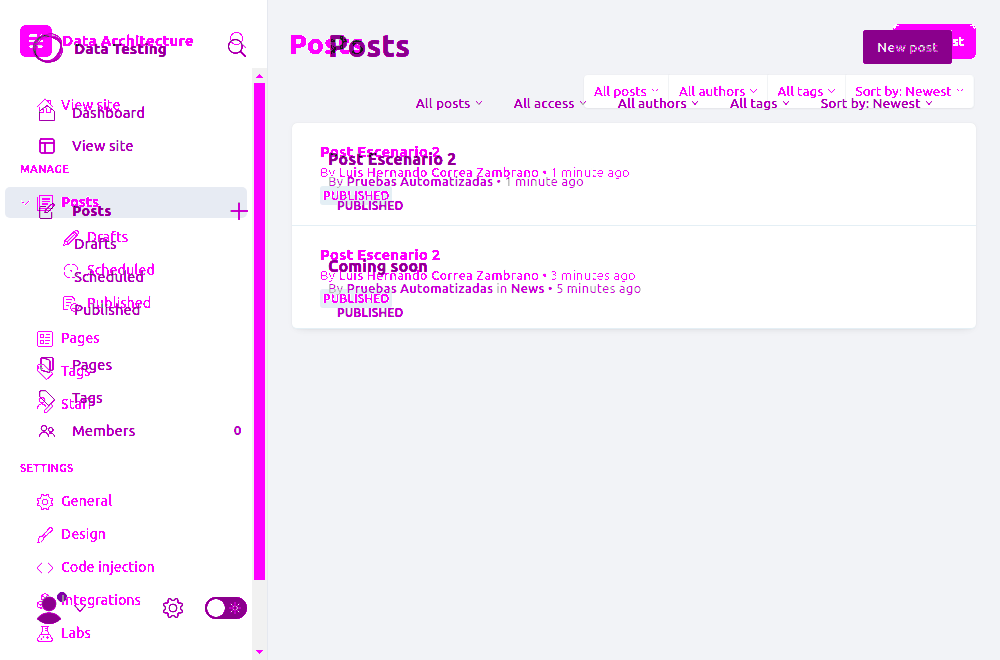 Data Architecture
Data Testing
View site
Dashboard
View site
MANAGE
Posts
Posts
Drafts
Drafts
Scheduled
Scheduled
Published
Published
Pages
Pages
Tags
Tags
Staff
Members 0
SETTINGS
General
Design
Code injection
Integrations
Labs
Posts
Posts
New post
All posts All authors All tags Sort by: Newest
All posts All access All authors All tags Sort by: Newest
Post Escenario 2
Post Escenario 2
By Luis Hernando Correa Zambrano • 1 minute ago
By Pruebas Automatizadas • 1 minute ago
PUBLISHED
PUBLISHED
Post Escenario 2
Coming soon
By Luis Hernando Correa Zambrano • 3 minutes ago
By Pruebas Automatizadas in News • 5 minutes ago
PUBLISHED
PUBLISHED